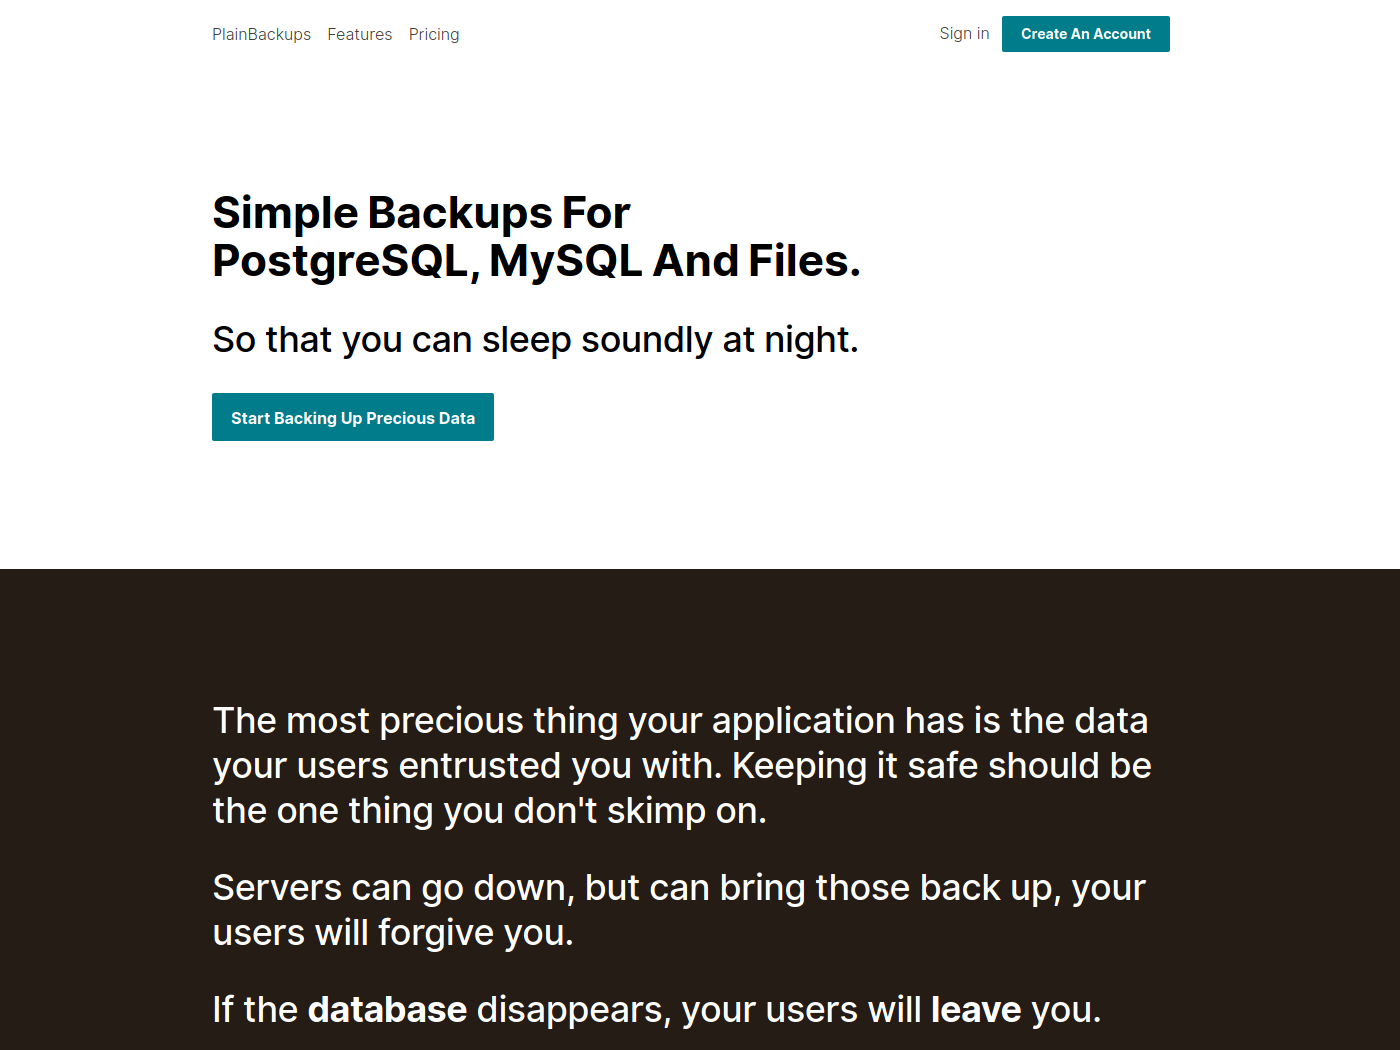 PlainBackups Features Pricing Sign in Create An Account
Simple Backups For
PostgreSQL, MySQL And Files.
So that you can sleep soundly at night.
Start Backing Up Precious Data
The most precious thing your application has is the data
your users entrusted you with. Keeping it safe should be
the one thing you don't skimp on.
Servers can go down, but can bring those back up, your
users will forgive you.
If the database disappears, your users will leave you.